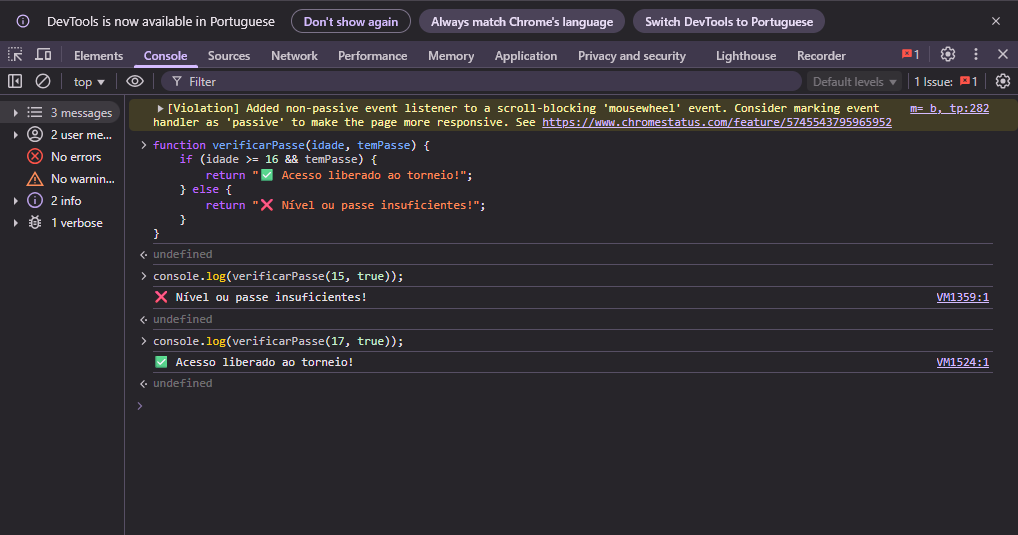 DevTools is now available in Portuguese Don't show again Always match Chrome's language Switch DevTools to Portuguese
Elements Console Sources Network Performance Memory Application Privacy and security Lighthouse Recorder 1
top Filter Default levels 1 Issue: 1
3 messages
2 user me...
No errors
No warnin...
2 info
1 verbose
[Violation] Added non-passive event listener to a scroll-blocking 'mousewheel' event. Consider marking event m=_b,_tp:282
handler as 'passive' to make the page more responsive. See https://www.chromestatus.com/feature/5745543795965952
function verificarPasse(idade, temPasse) {
if (idade >= 16 && temPasse) {
return "✅ Acesso liberado ao torneio!";
} else {
return "❌ Nível ou passe insuficientes!";
}
}
undefined
console.log(verificarPasse(15, true));
❌ Nível ou passe insuficientes! VM1359:1
undefined
console.log(verificarPasse(17, true));
✅ Acesso liberado ao torneio! VM1524:1
undefined